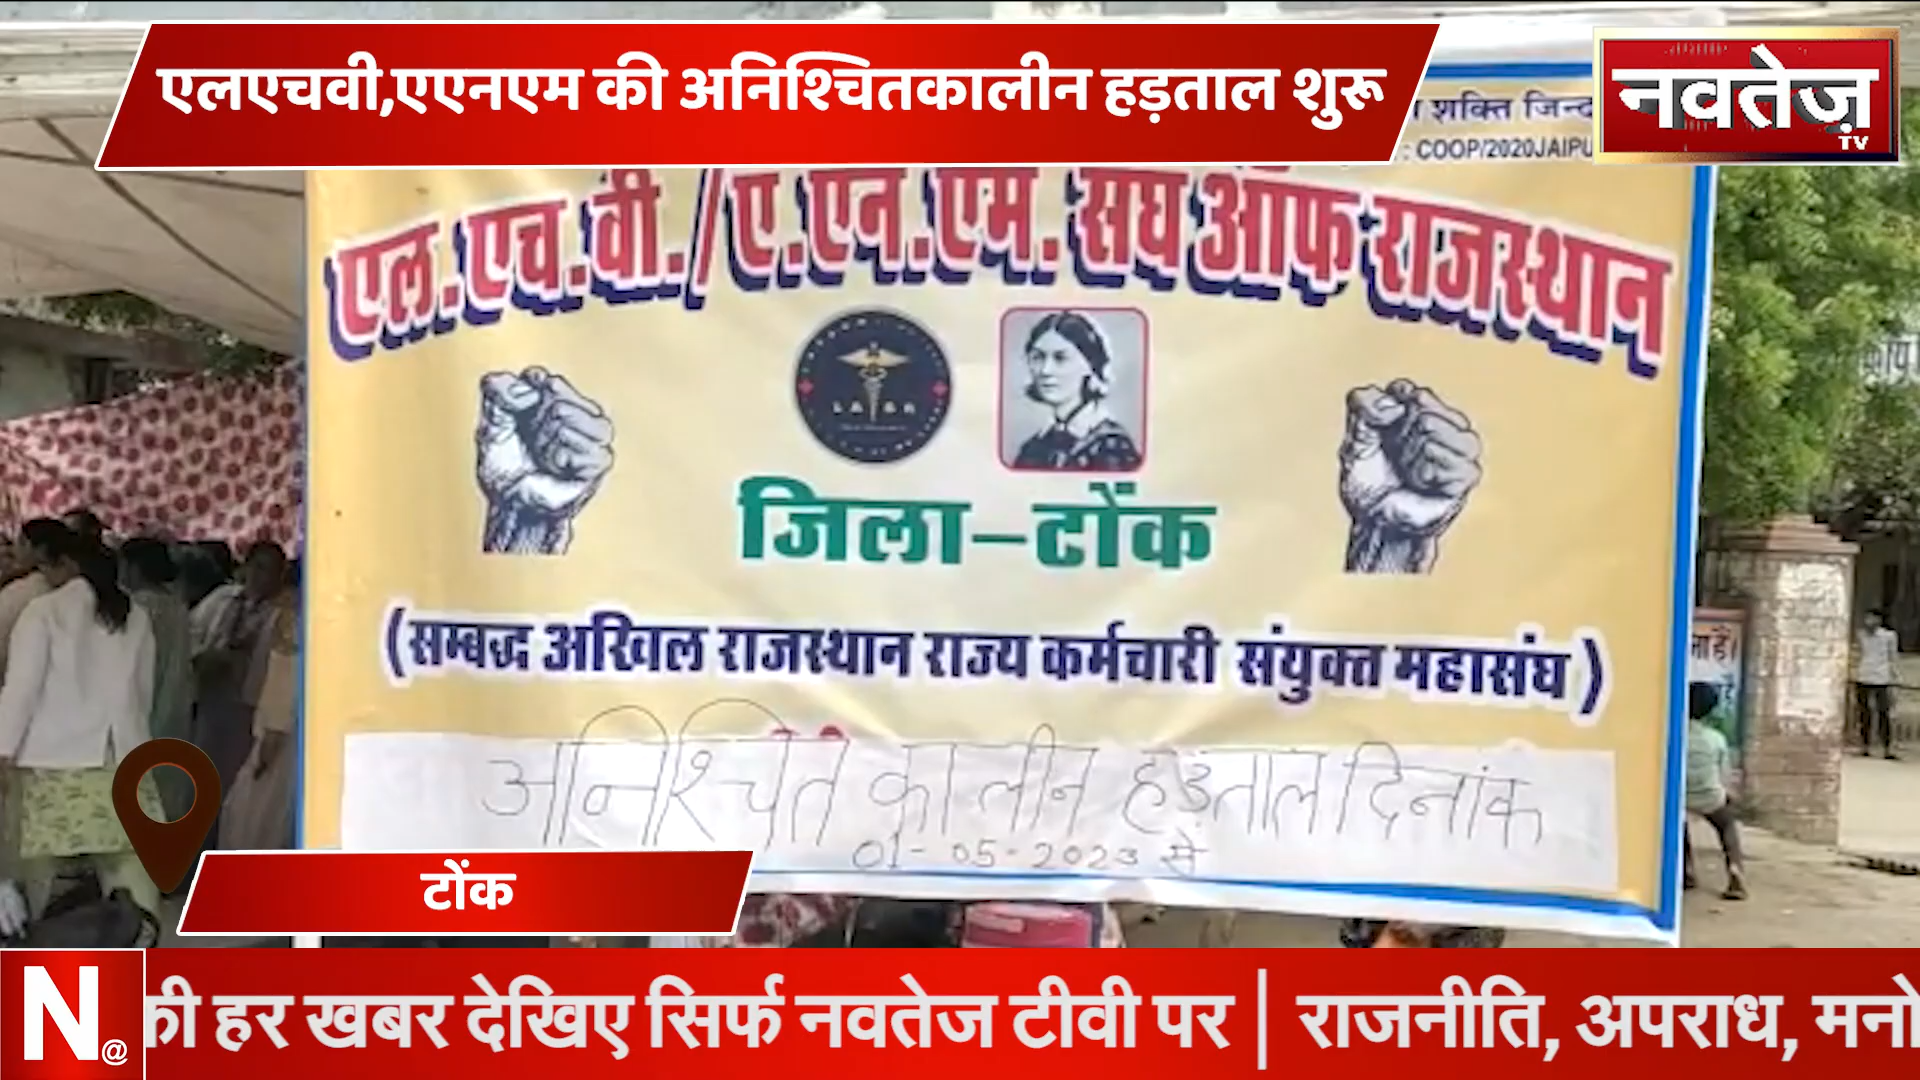 एलएचवी,एएनएम की अनिश्चितकालीन हड़ताल शुरू
नवतेज़
TV
शक्ति जिन्द
: COOP/2020JAIPU
एल.एच.वी./ए.एन.एम. संघ ऑफ राजस्थान
जिला-टोंक
(सम्बद्ध अखिल राजस्थान राज्य कर्मचारी संयुक्त महासंघ)
अनिश्चित कालीन हड़ताल दिनांक
01-05-2023 से
टोंक
N@
की हर खबर देखिए सिर्फ नवतेज टीवी पर | राजनीति, अपराध, मनो